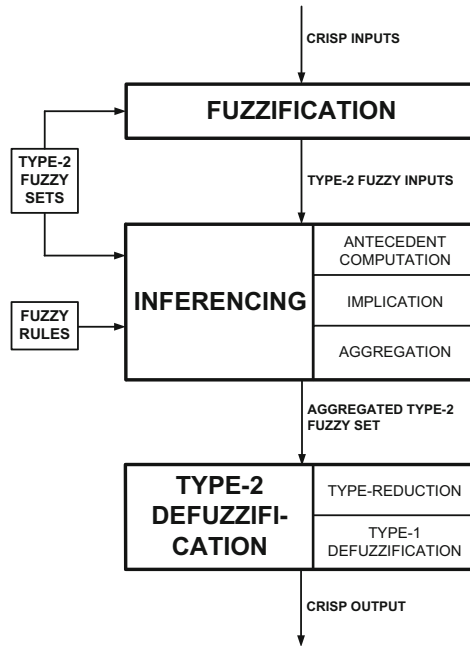 CRISP INPUTS
FUZZIFICATION
TYPE-2
FUZZY
SETS
TYPE-2 FUZZY INPUTS
INFERENCING
ANTECEDENT
COMPUTATION
IMPLICATION
AGGREGATION
FUZZY
RULES
AGGREGATED TYPE-2
FUZZY SET
TYPE-2
DEFUZZIFI-
CATION
TYPE-REDUCTION
TYPE-1
DEFUZZIFICATION
CRISP OUTPUT